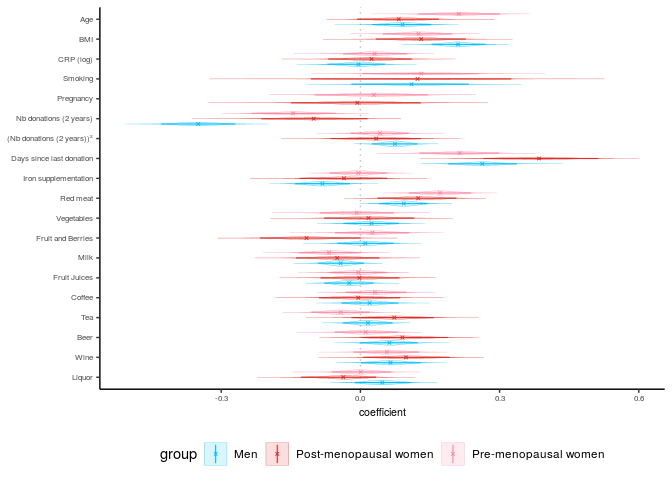 Age
BMI
CRP (log)
Smoking
Pregnancy
Nb donations (2 years)
(Nb donations (2 years))²
Days since last donation
Iron supplementation
Red meat
Vegetables
Fruit and Berries
Milk
Fruit Juices
Coffee
Tea
Beer
Wine
Liquor
-0.3 0.0 0.3 0.6
coefficient
group Men Post-menopausal women Pre-menopausal women